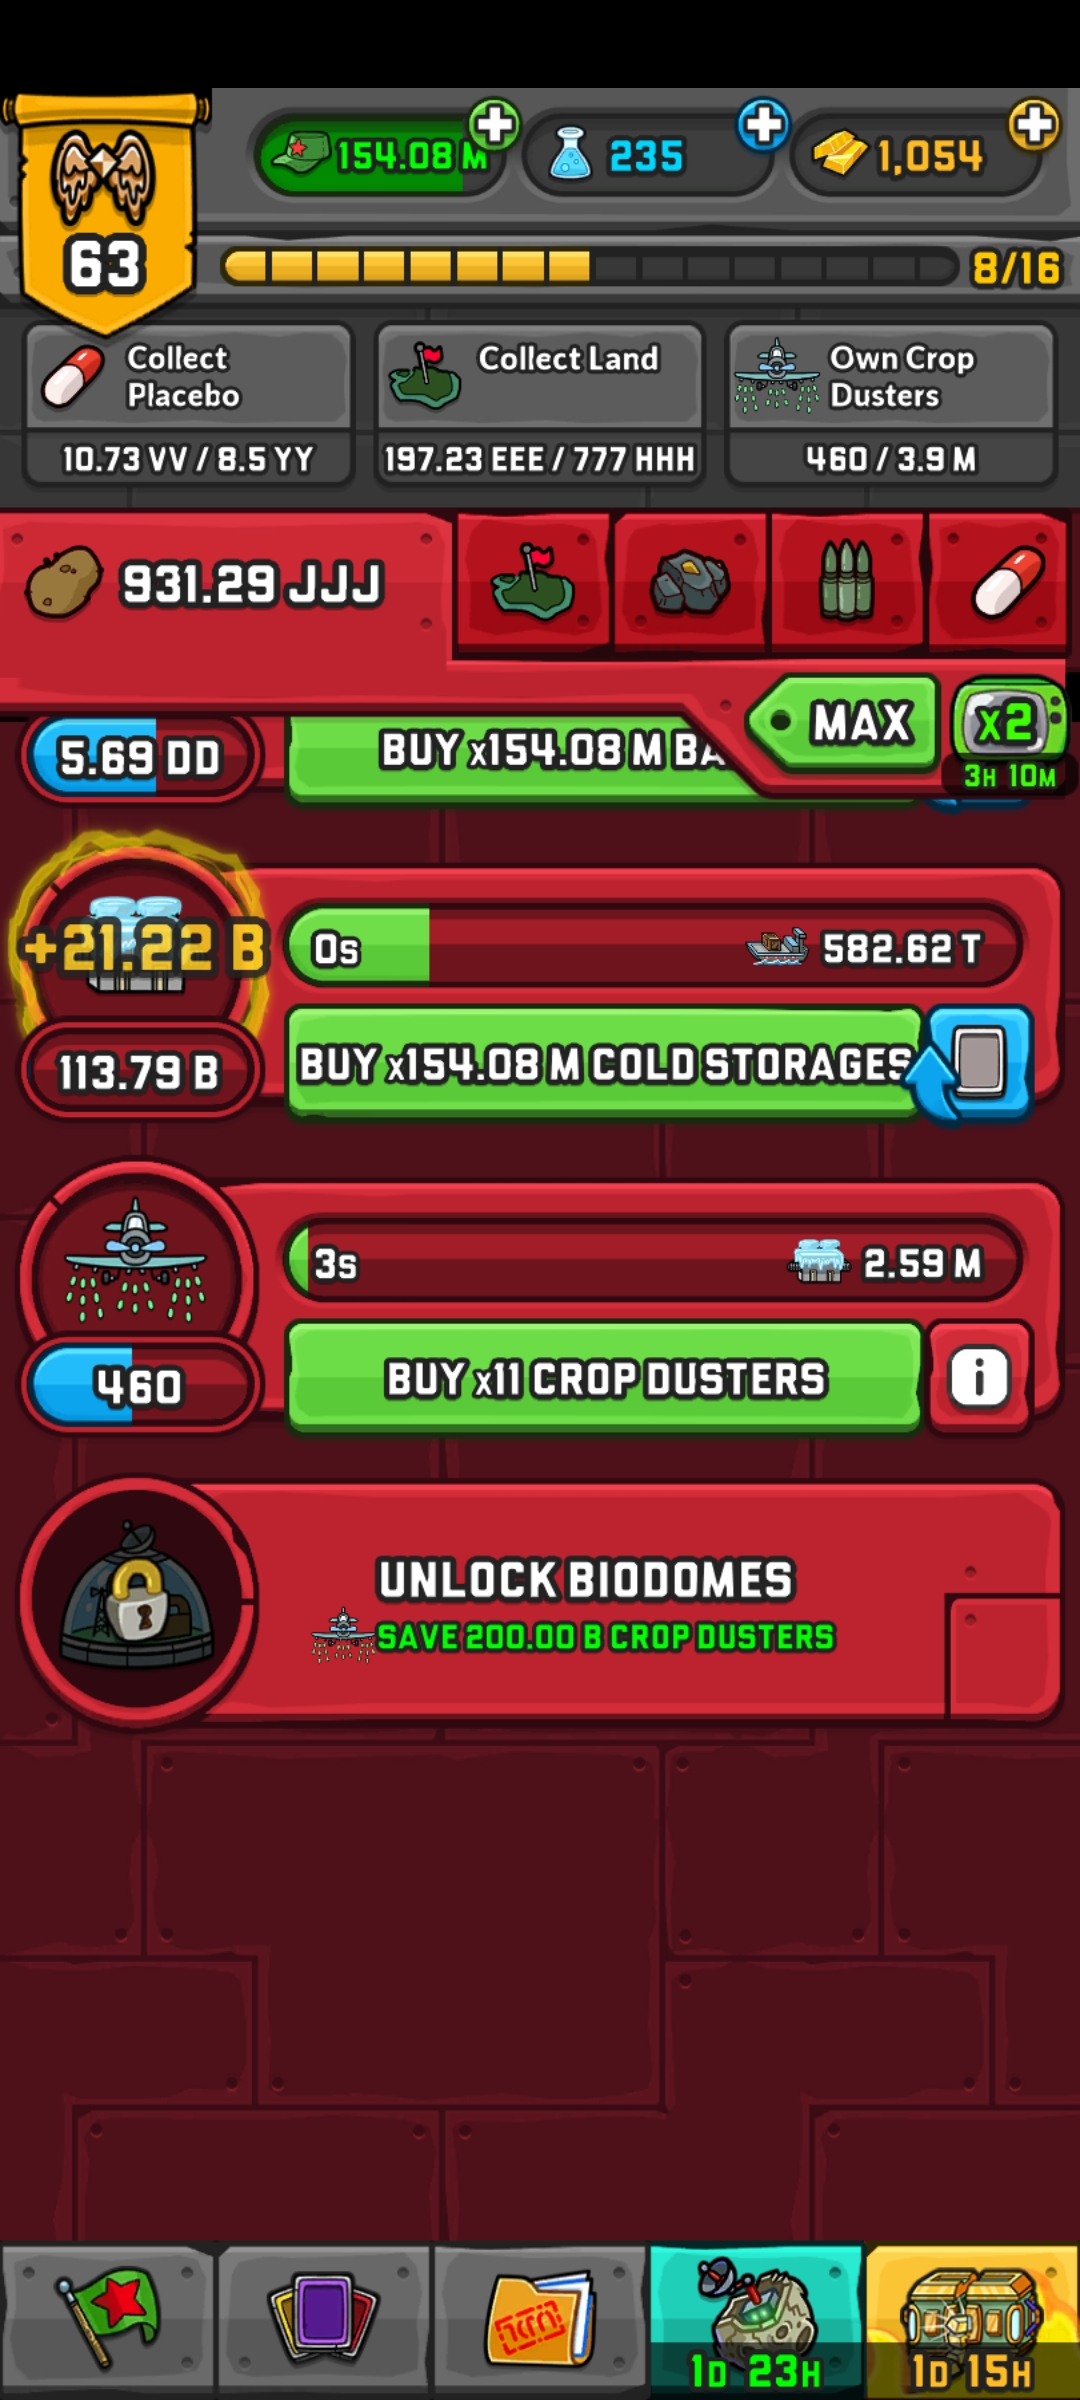 154.08 M
235
1,054
63
8/16
Collect
Placebo
10.73 VV / 8.5 YY
Collect Land
197.23 EEE / 777 HHH
Own Crop
Dusters
460 / 3.9 M
931.29 JJJ
MAX
x2
3H 10M
5.69 DD
BUY x154.08 M BA
+21.22 B
0s
582.62 T
113.79 B
BUY x154.08 M COLD STORAGES
3s
2.59 M
460
BUY x11 CROP DUSTERS
i
UNLOCK BIODOMES
SAVE 200.00 B CROP DUSTERS
1D 23H
1D 15H